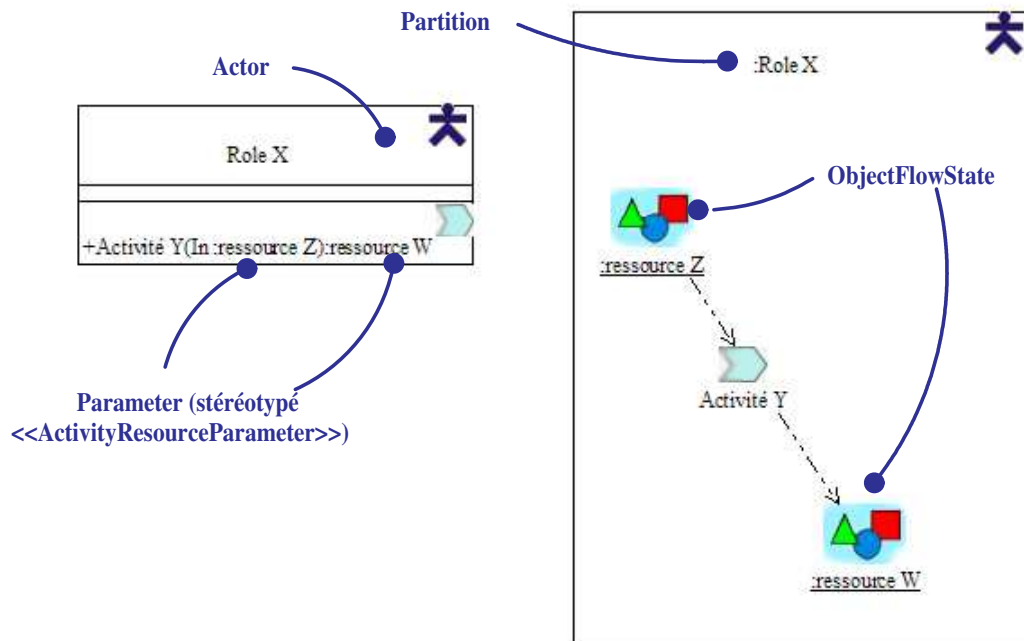 Partition
Actor
:Role X
Role X
ObjectFlowState
+Activité Y(In :ressource Z):ressource W
:ressource Z
Activité Y
Parameter (stéréotypé
<<ActivityResourceParameter>>)
:ressource W